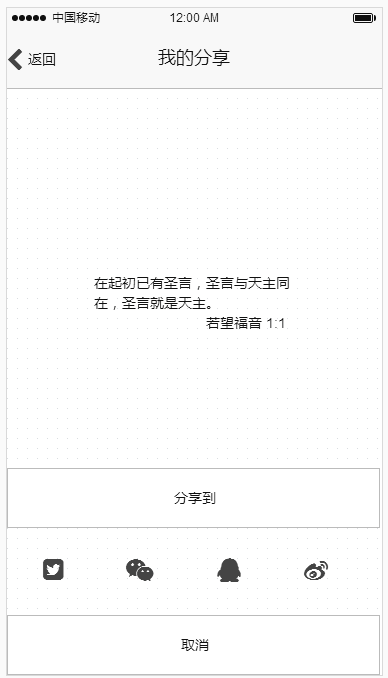 中国移动 12:00 AM
返回 我的分享
在起初已有圣言，圣言与天主同
在，圣言就是天主。
若望福音 1:1
分享到
取消